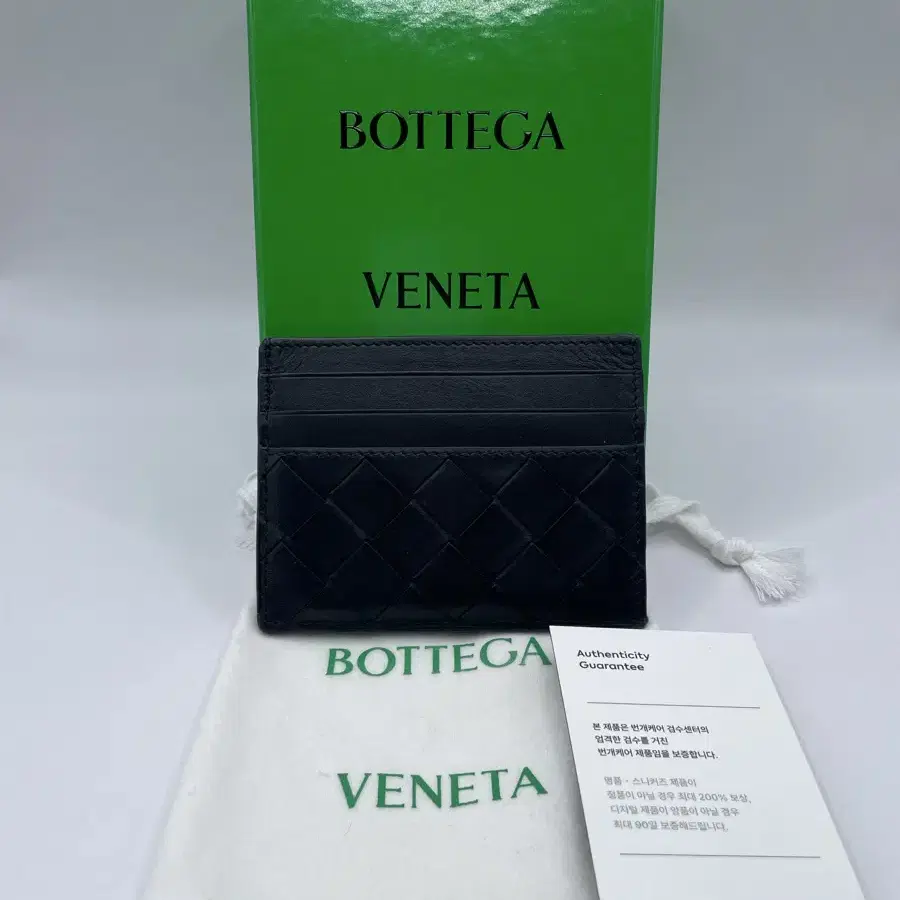 BOTTEGA
VENETA
BOTTEGA
VENETA
Authenticity
Guarantee
본 제품은 번개케어 검수센터의
엄격한 검수를 거친
번개케어 제품임을 보증합니다.
명품・스니커즈 제품이
정품이 아닐 경우 최대 200% 보상,
디지털 제품이 양품이 아닐 경우
최대 90일 보증해드립니다.